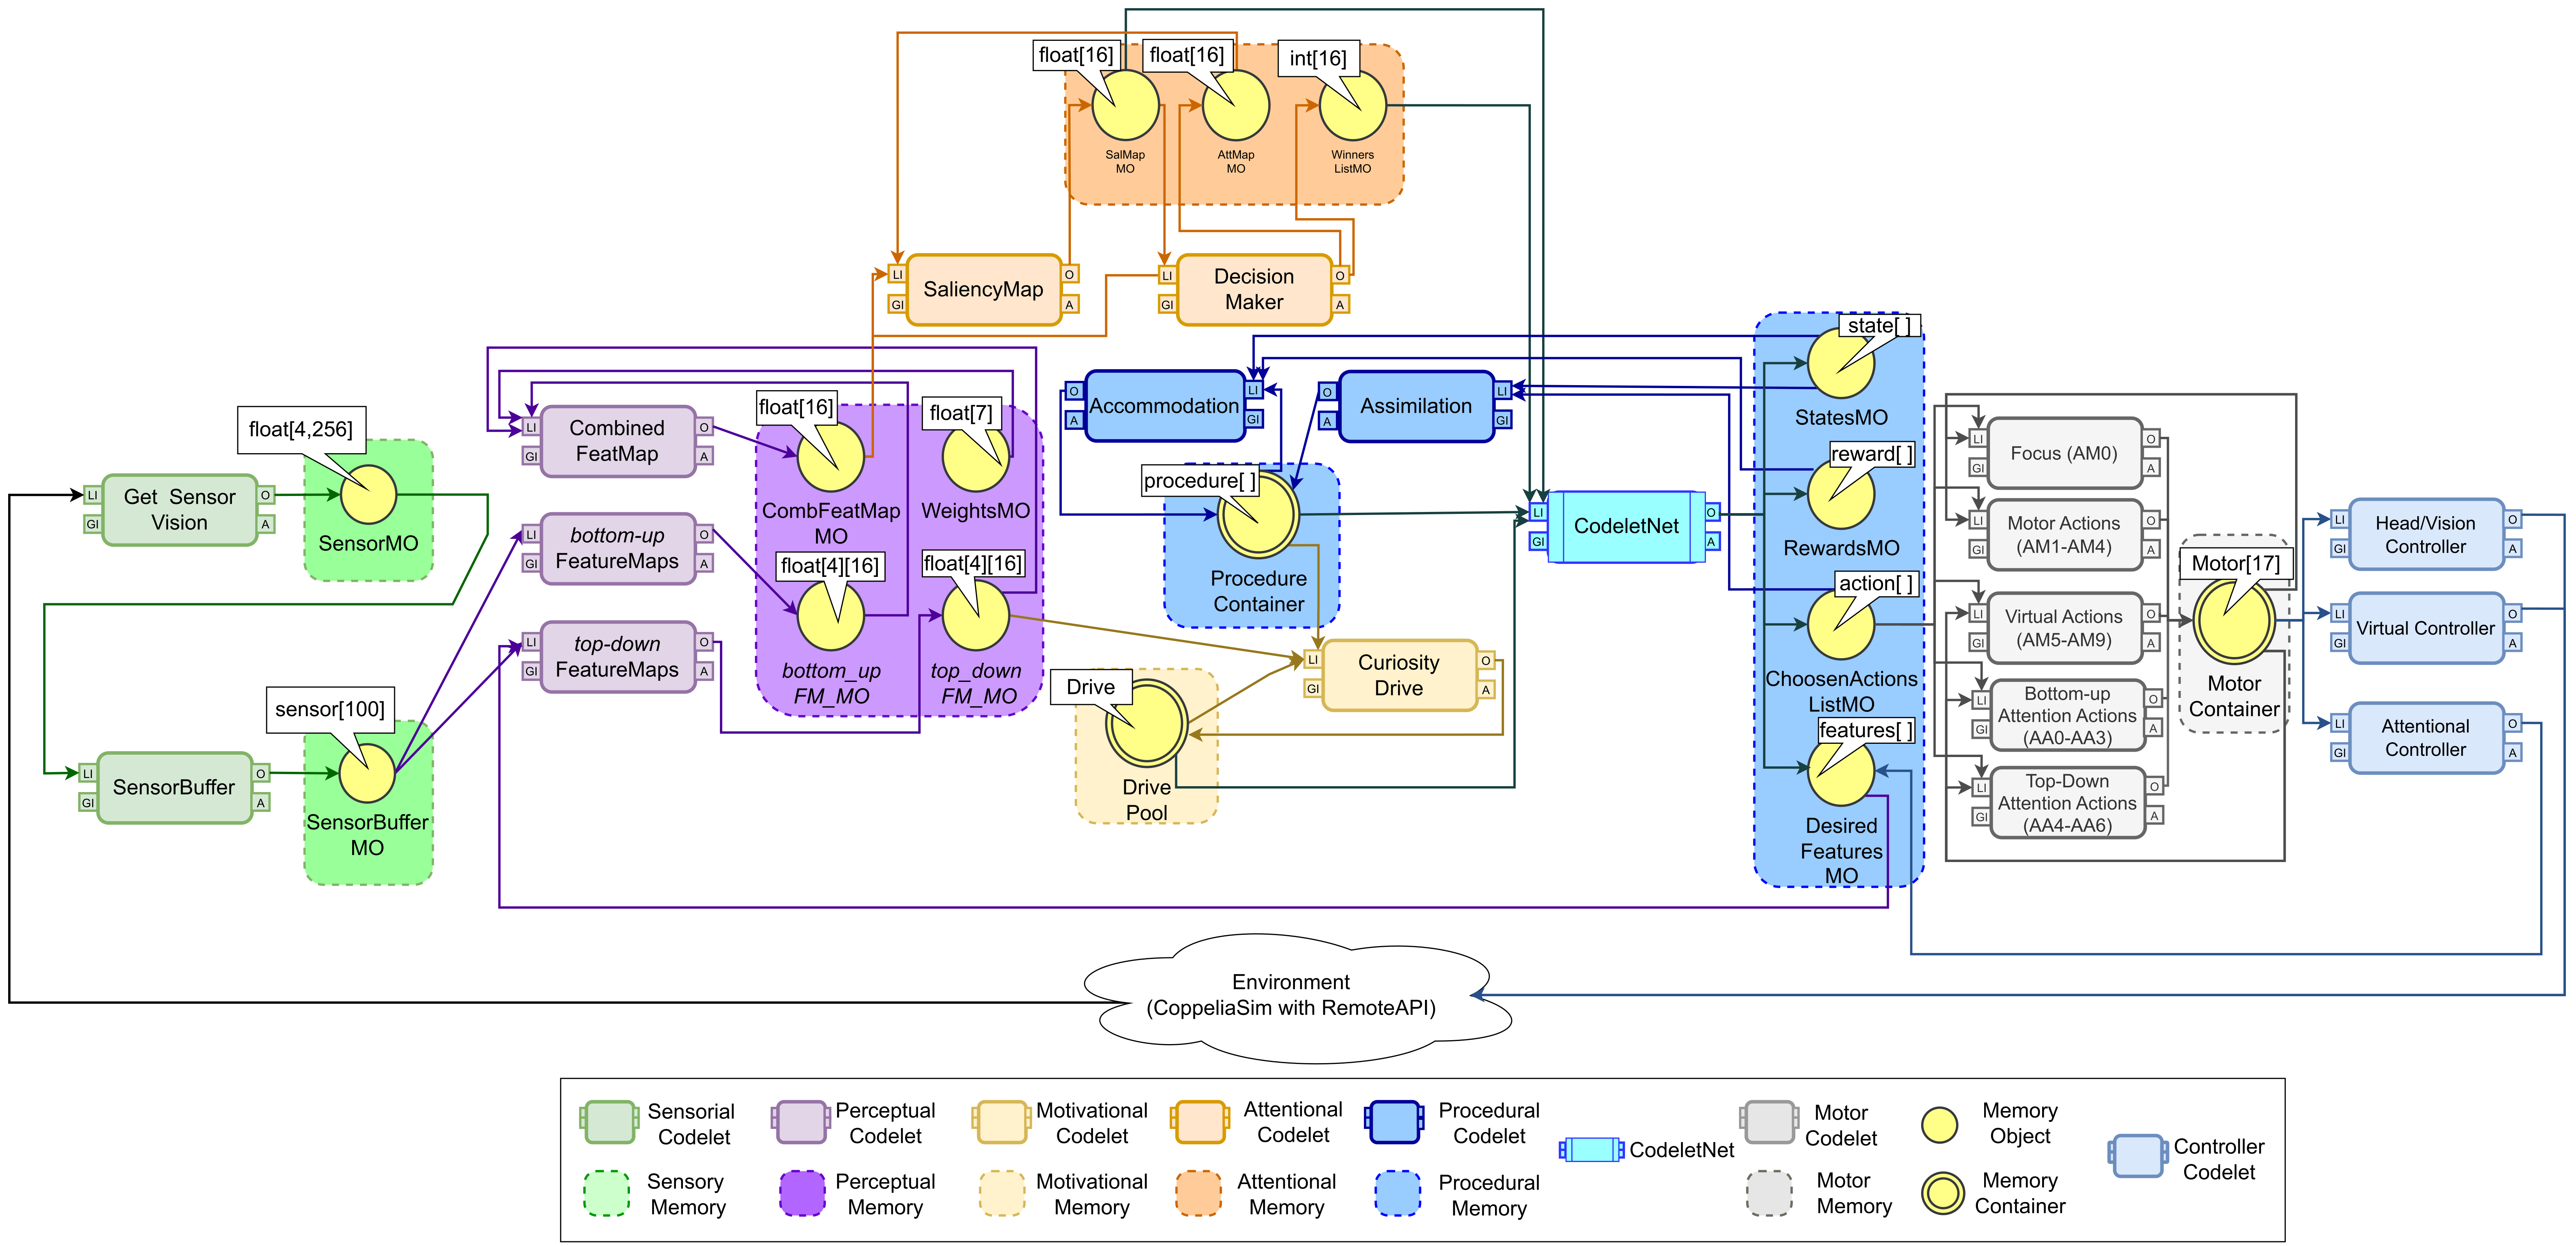 float[16]
float[16]
int[16]
SalMap
MO
AttMap
MO
Winners
ListMO
LI
GI
SaliencyMap
O
A
LI
GI
Decision
Maker
O
A
float[4,256]
LI
GI
Get Sensor
Vision
O
A
SensorMO
sensor[100]
LI
GI
SensorBuffer
O
A
SensorBuffer
MO
LI
GI
Combined
FeatMap
O
A
LI
GI
bottom-up
FeatureMaps
O
A
LI
GI
top-down
FeatureMaps
O
A
float[16]
float[7]
CombFeatMap
MO
WeightsMO
float[4][16]
float[4][16]
bottom_up
FM_MO
top_down
FM_MO
O
A
Accommodation
LI
GI
O
A
Assimilation
LI
GI
procedure[ ]
Procedure
Container
Drive
Drive
Pool
LI
GI
Curiosity
Drive
O
A
LI
GI
CodeletNet
O
A
state[ ]
StatesMO
reward[ ]
RewardsMO
action[ ]
ChoosenActions
ListMO
features[ ]
Desired
Features
MO
LI
GI
Focus (AM0)
O
A
LI
GI
Motor Actions
(AM1-AM4)
O
A
LI
GI
Virtual Actions
(AM5-AM9)
O
A
LI
GI
Bottom-up
Attention Actions
(AA0-AA3)
O
A
LI
GI
Top-Down
Attention Actions
(AA4-AA6)
O
A
Motor[17]
Motor
Container
LI
GI
Head/Vision
Controller
O
A
LI
GI
Virtual Controller
O
A
LI
GI
Attentional
Controller
O
A
Environment
(CoppeliaSim with RemoteAPI)
Sensorial
Codelet
Perceptual
Codelet
Motivational
Codelet
Attentional
Codelet
Procedural
Codelet
CodeletNet
Motor
Codelet
Memory
Object
Controller
Codelet
Sensory
Memory
Perceptual
Memory
Motivational
Memory
Attentional
Memory
Procedural
Memory
Motor
Memory
Memory
Container